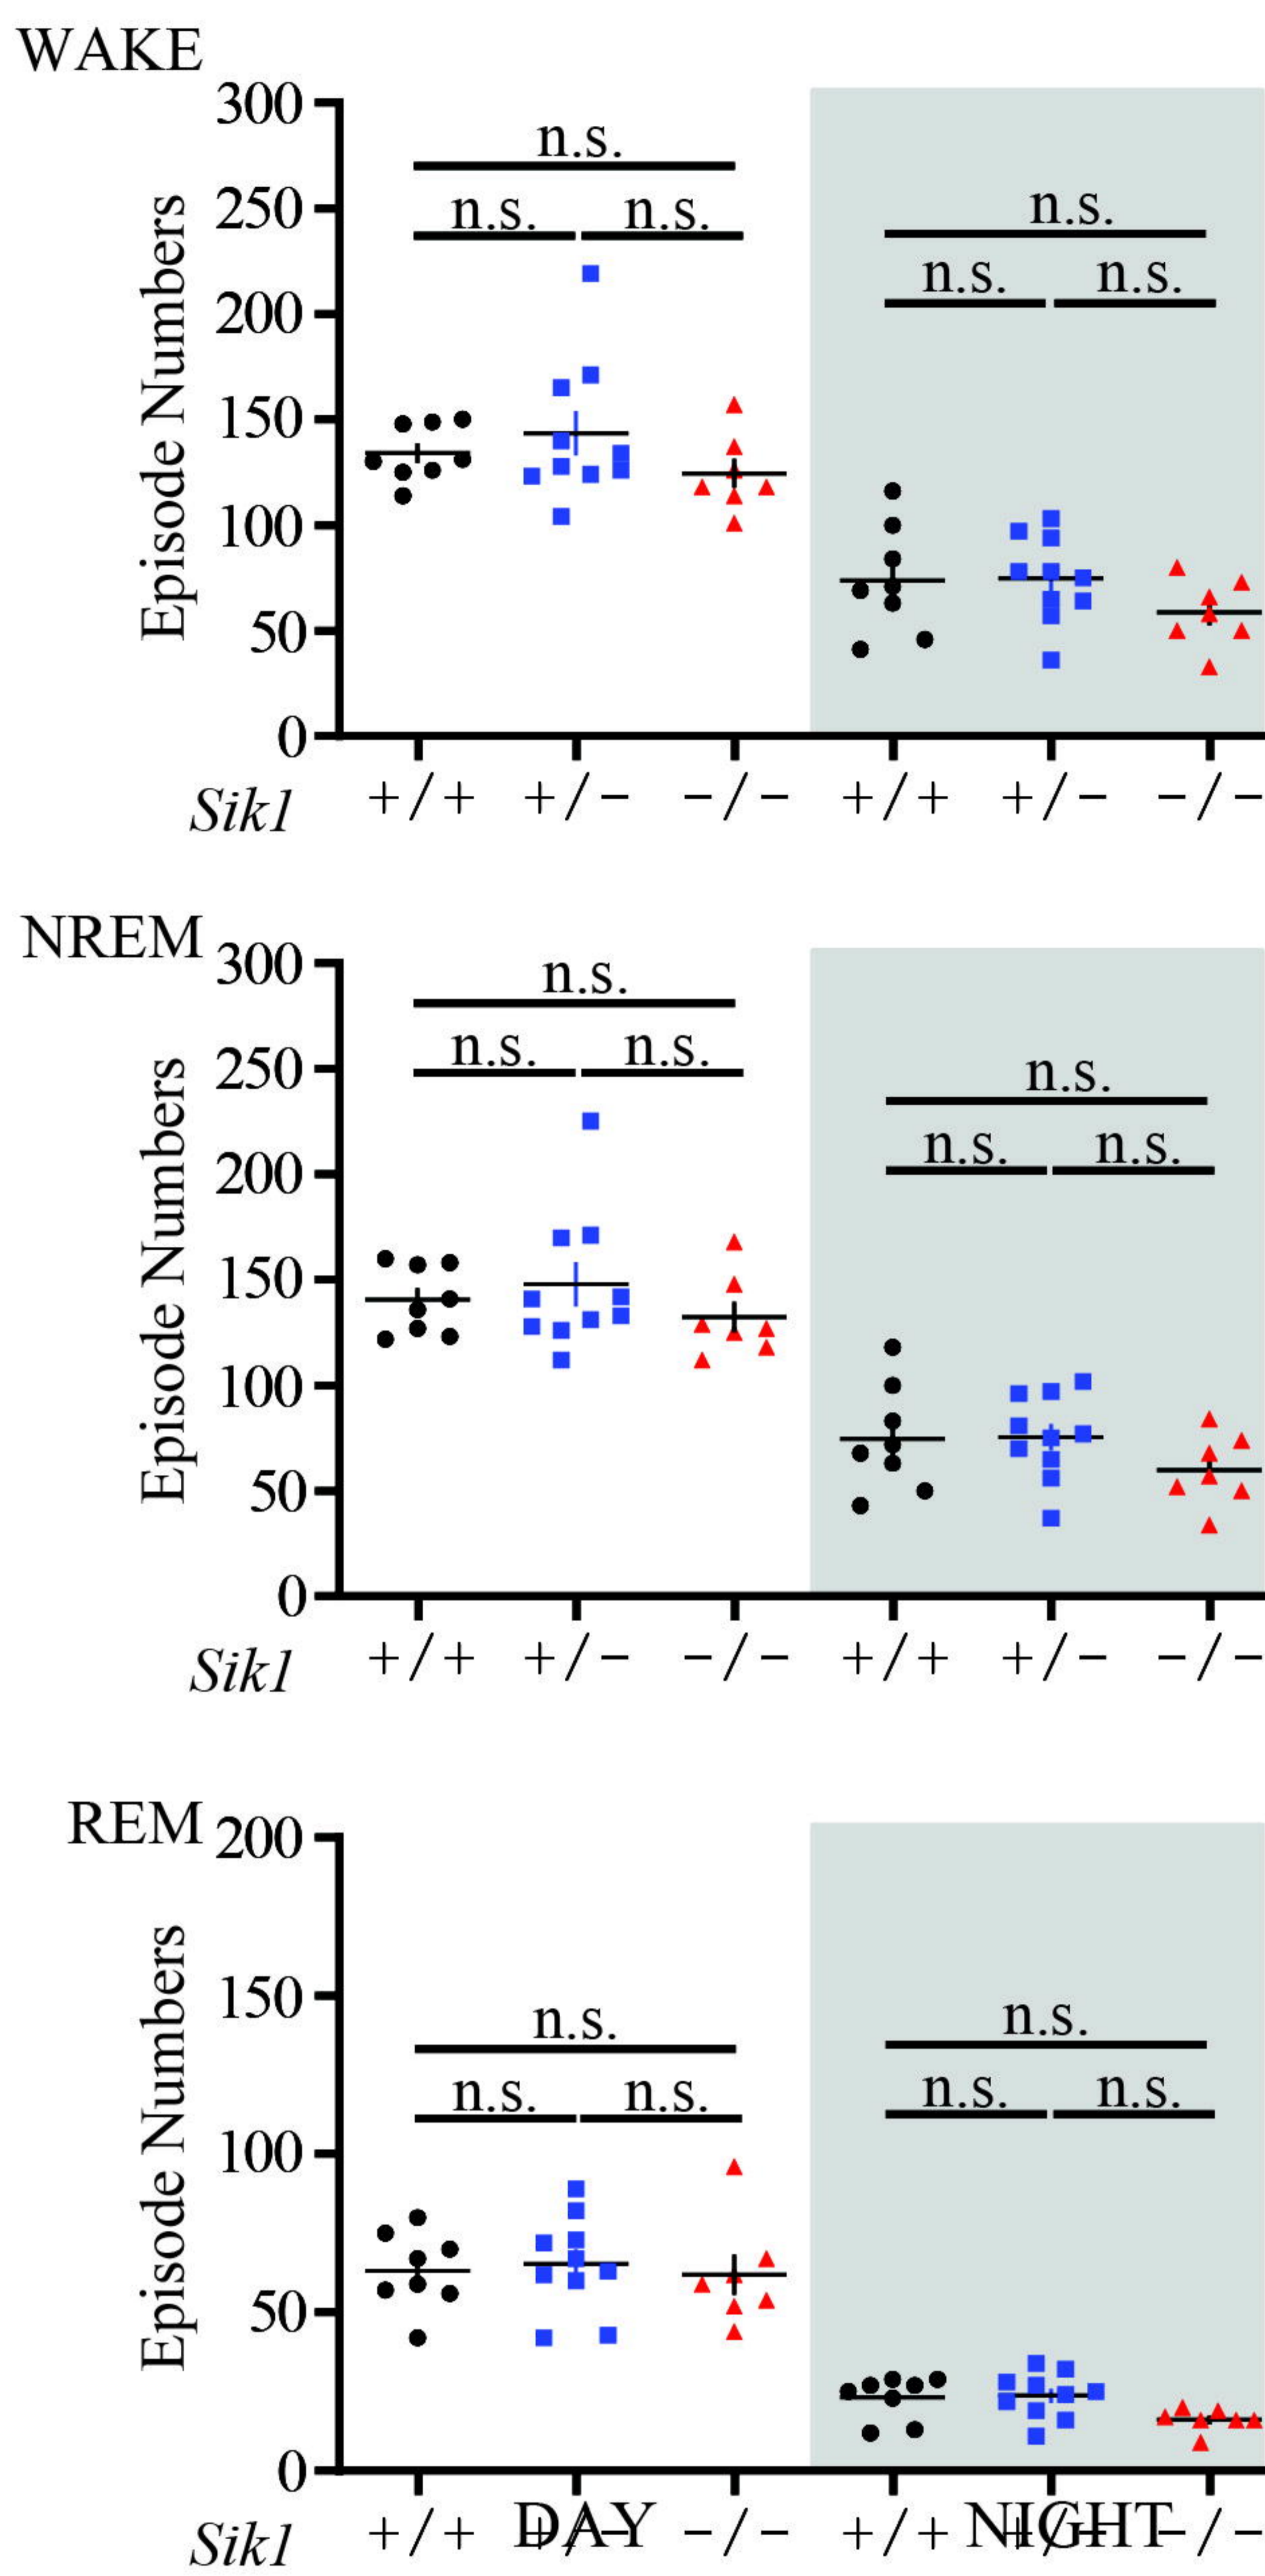 WAKE
300
n.s.
250
n.s. n.s.
n.s.
200
n.s. n.s.
150
100
50
0
Episode Numbers
Sik1 +/+ +/− −/− +/+ +/− −/−
NREM
300
n.s.
250
n.s. n.s.
n.s.
200
n.s. n.s.
150
100
50
0
Episode Numbers
Sik1 +/+ +/− −/− +/+ +/− −/−
REM
200
150
n.s. n.s.
n.s. n.s. n.s. n.s.
100
50
0
Episode Numbers
Sik1 +/+ +/− −/− +/+ +/− −/−
DAY NIGHT